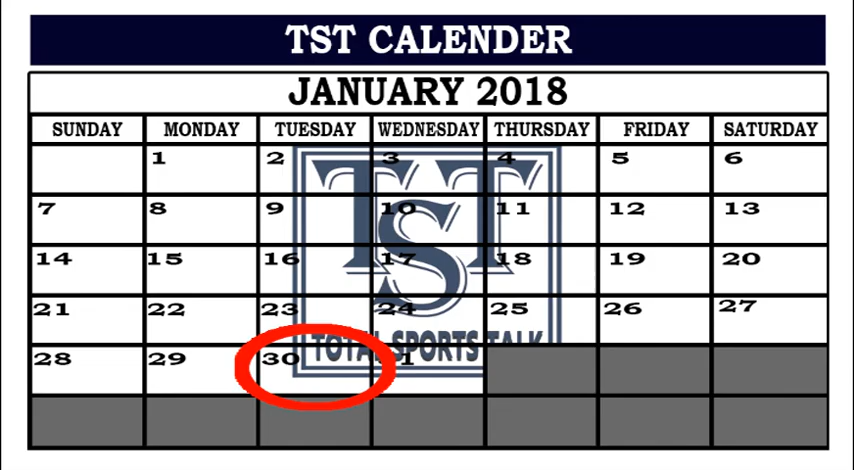 TST CALENDER
JANUARY 2018
SUNDAY MONDAY TUESDAY WEDNESDAY THURSDAY FRIDAY SATURDAY
1 2 3 4 5 6
7 8 9 10 11 12 13
14 15 16 17 18 19 20
21 22 23 24 25 26 27
28 29 30 31
TST
TOTAL SPORTS TALK